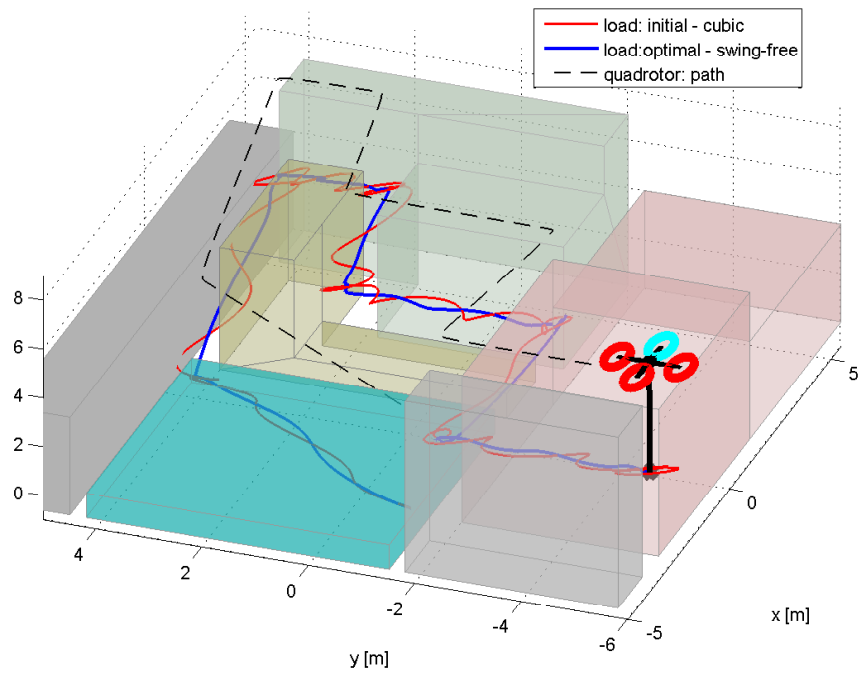 load: initial - cubic
load:optimal - swing-free
quadrotor: path
8
6
4
2
0
4
2
0
-2
-4
-6
-5
0
5
x [m]
y [m]